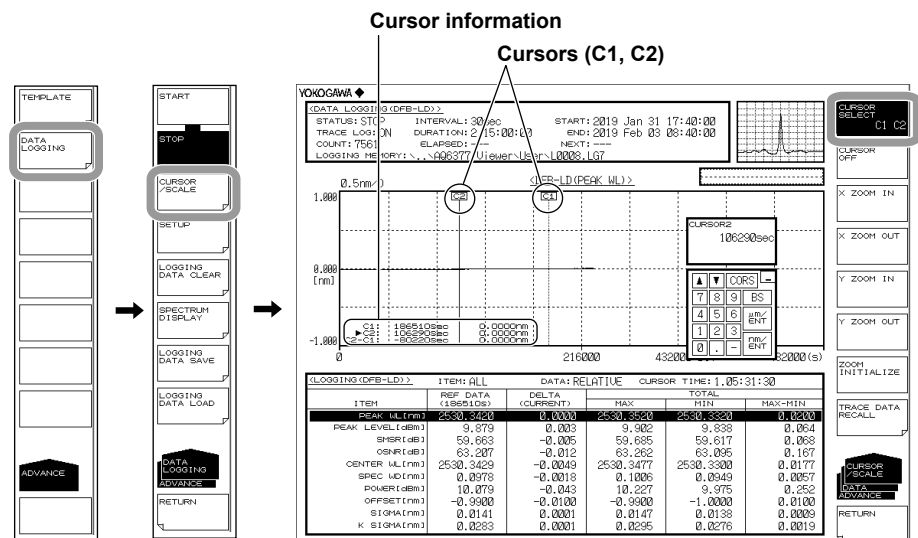 Cursor information
Cursors (C1, C2)
TEMPLATE
DATA
LOGGING
ADVANCE
START
STOP
CURSOR
/SCALE
SETUP
LOGGING
DATA CLEAR
SPECTRUM
DISPLAY
LOGGING
DATA SAVE
LOGGING
DATA LOAD
DATA
LOGGING
ADVANCE
RETURN
YOKOGAWA
<DATA LOGGING(DFB-LD)>
STATUS: STOP INTERVAL: 30sec START: 2019 Jan 31 17:40:00
TRACE LOG: ON DURATION: 2.15:00:00 END: 2019 Feb 03 08:40:00
COUNT: 7561 ELAPSED: --- NEXT: ---
LOGGING MEMORY: \..\AQ6377 Viewer\User\L0008.LG7
0.5nm/D <DFB-LD(PEAK WL)>
1.000
C2 C1
CURSOR2
106290sec
0.000
[nm]
CORS -
7 8 9 BS
4 5 6 μm/ENT
1 2 3
0 . - nm/ENT
C1: 186510sec 0.0000nm
C2: 106290sec 0.0000nm
C2-C1: -80220sec 0.0000nm
-1.000
0 216000 43200 82000(s)
<LOGGING(DFB-LD)> ITEM: ALL DATA: RELATIVE CURSOR TIME: 1.05:31:30
REF DATA DELTA TOTAL
ITEM (186510s) (CURRENT) MAX MIN MAX-MIN
PEAK WL[nm] 2530.3420 0.0000 2530.3520 2530.3320 0.0200
PEAK LEVEL[dBm] 9.879 0.003 9.902 9.838 0.064
SMSR[dB] 59.663 -0.005 59.685 59.617 0.068
OSNR[dB] 63.207 -0.012 63.262 63.095 0.167
CENTER WL[nm] 2530.3429 -0.0049 2530.3477 2530.3300 0.0177
SPEC WD[nm] 0.0978 -0.0018 0.1006 0.0949 0.0057
POWER[dBm] 10.079 -0.043 10.227 9.975 0.252
OFFSET[nm] -0.9900 -0.0100 -0.9900 -1.0000 0.0100
SIGMA[nm] 0.0141 0.0001 0.0147 0.0138 0.0009
K SIGMA[nm] 0.0283 0.0001 0.0295 0.0276 0.0019
CURSOR
SELECT
C1 C2
CURSOR
OFF
X ZOOM IN
X ZOOM OUT
Y ZOOM IN
Y ZOOM OUT
ZOOM
INITIALIZE
TRACE DATA
RECALL
CURSOR
/SCALE
DATA
ADVANCE
RETURN